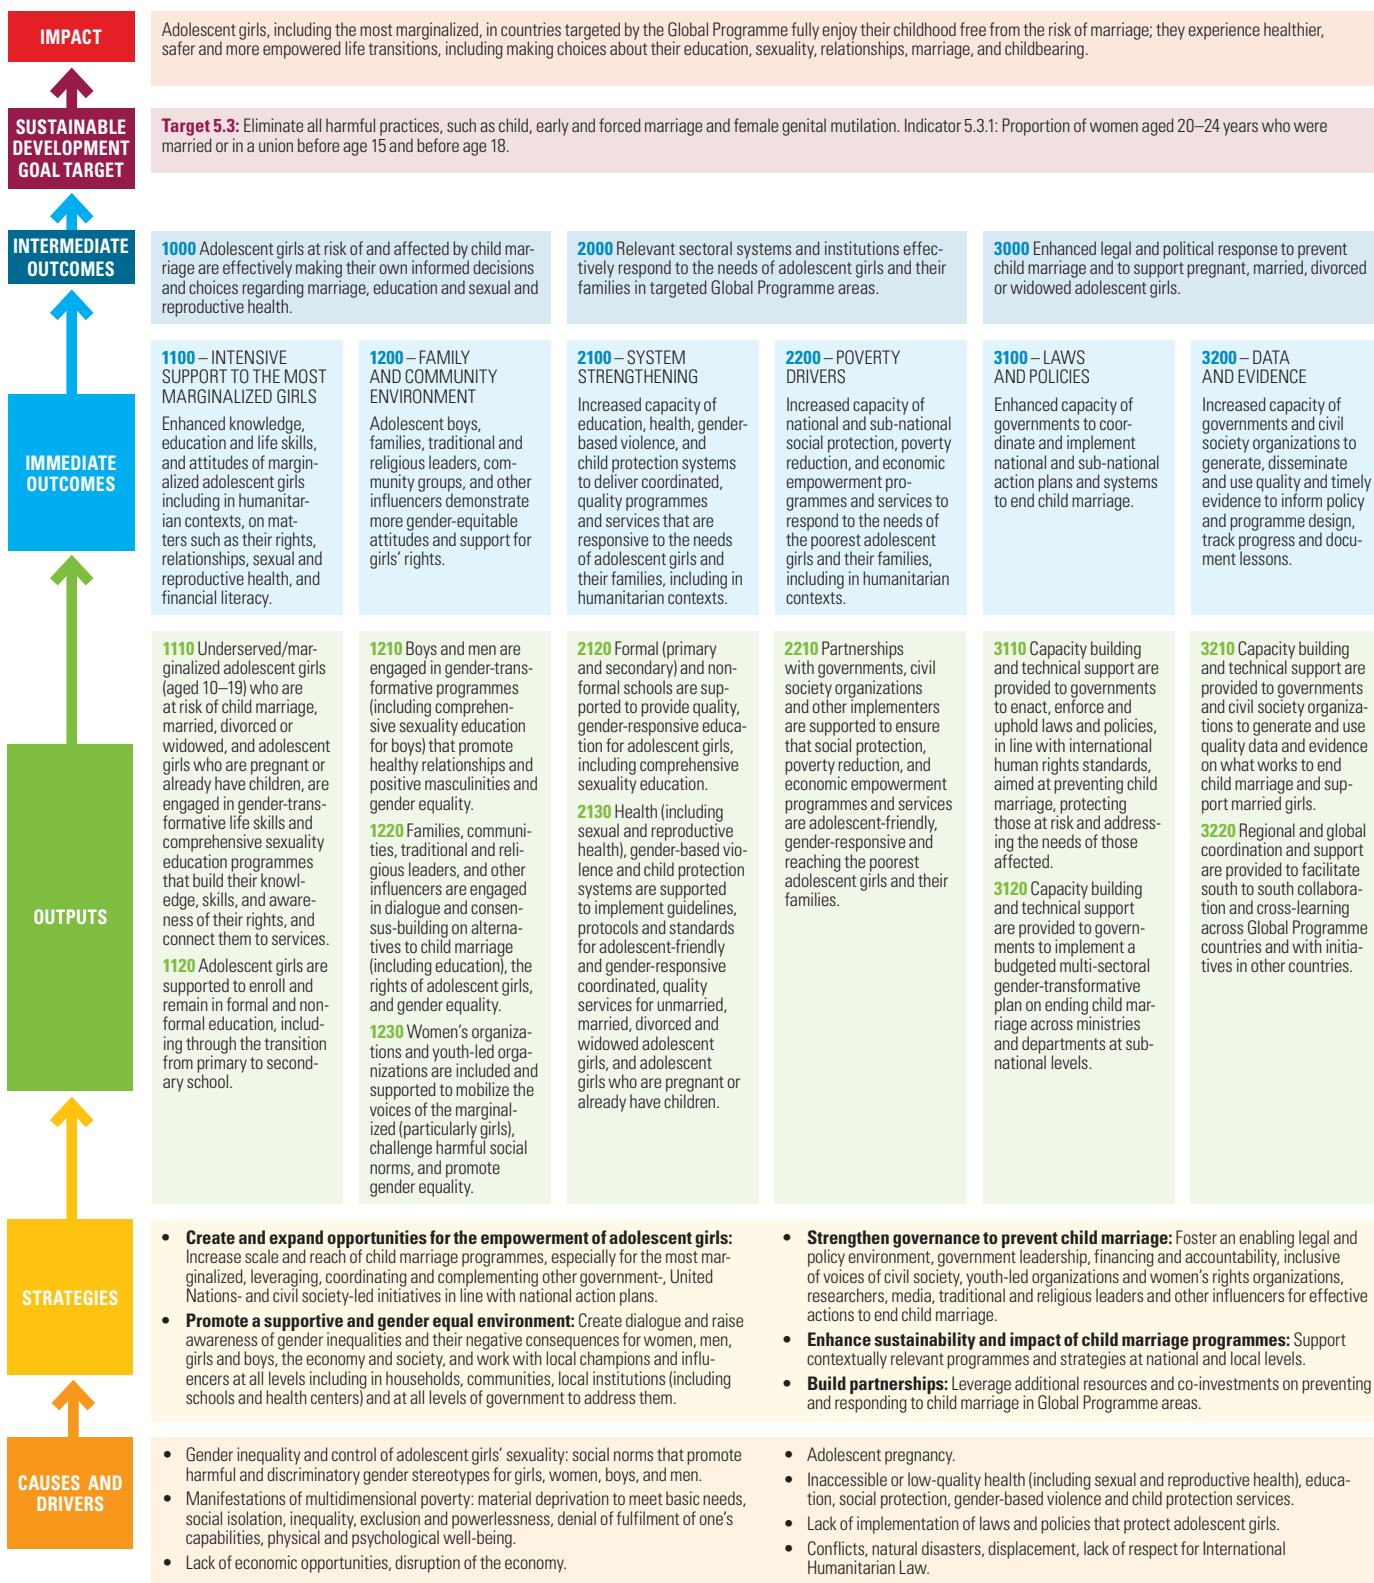 IMPACT
Adolescent girls, including the most marginalized, in countries targeted by the Global Programme fully enjoy their childhood free from the risk of marriage; they experience healthier,
safer and more empowered life transitions, including making choices about their education, sexuality, relationships, marriage, and childbearing.
SUSTAINABLE
DEVELOPMENT
GOAL TARGET
Target 5.3: Eliminate all harmful practices, such as child, early and forced marriage and female genital mutilation. Indicator 5.3.1: Proportion of women aged 20–24 years who were
married or in a union before age 15 and before age 18.
INTERMEDIATE
OUTCOMES
1000 Adolescent girls at risk of and affected by child mar-
riage are effectively making their own informed decisions
and choices regarding marriage, education and sexual and
reproductive health.
2000 Relevant sectoral systems and institutions effec-
tively respond to the needs of adolescent girls and their
families in targeted Global Programme areas.
3000 Enhanced legal and political response to prevent
child marriage and to support pregnant, married, divorced
or widowed adolescent girls.
IMMEDIATE
OUTCOMES
1100 – INTENSIVE
SUPPORT TO THE MOST
MARGINALIZED GIRLS
Enhanced knowledge,
education and life skills,
and attitudes of margin-
alized adolescent girls
including in humanitar-
ian contexts, on mat-
ters such as their rights,
relationships, sexual and
reproductive health, and
financial literacy.
1200 – FAMILY
AND COMMUNITY
ENVIRONMENT
Adolescent boys,
families, traditional and
religious leaders, com-
munity groups, and other
influencers demonstrate
more gender-equitable
attitudes and support for
girls' rights.
2100 – SYSTEM
STRENGTHENING
Increased capacity of
education, health, gender-
based violence, and
child protection systems
to deliver coordinated,
quality programmes
and services that are
responsive to the needs
of adolescent girls and
their families, including in
humanitarian contexts.
2200 – POVERTY
DRIVERS
Increased capacity of
national and sub-national
social protection, poverty
reduction, and economic
empowerment pro-
grammes and services to
respond to the needs of
the poorest adolescent
girls and their families,
including in humanitarian
contexts.
3100 – LAWS
AND POLICIES
Enhanced capacity of
governments to coor-
dinate and implement
national and sub-national
action plans and systems
to end child marriage.
3200 – DATA
AND EVIDENCE
Increased capacity of
governments and civil
society organizations to
generate, disseminate
and use quality and timely
evidence to inform policy
and programme design,
track progress and docu-
ment lessons.
OUTPUTS
1110 Underserved/mar-
ginalized adolescent girls
(aged 10–19) who are
at risk of child marriage,
married, divorced or
widowed, and adolescent
girls who are pregnant or
already have children, are
engaged in gender-trans-
formative life skills and
comprehensive sexuality
education programmes
that build their knowl-
edge, skills, and aware-
ness of their rights, and
connect them to services.
1120 Adolescent girls are
supported to enroll and
remain in formal and non-
formal education, includ-
ing through the transition
from primary to second-
ary school.
1210 Boys and men are
engaged in gender-trans-
formative programmes
(including comprehen-
sive sexuality education
for boys) that promote
healthy relationships and
positive masculinities and
gender equality.
1220 Families, communi-
ties, traditional and reli-
gious leaders, and other
influencers are engaged
in dialogue and consen-
sus-building on alterna-
tives to child marriage
(including education), the
rights of adolescent girls,
and gender equality.
1230 Women's organiza-
tions and youth-led orga-
nizations are included and
supported to mobilize the
voices of the marginal-
ized (particularly girls),
challenge harmful social
norms, and promote
gender equality.
2120 Formal (primary
and secondary) and non-
formal schools are sup-
ported to provide quality,
gender-responsive educa-
tion for adolescent girls,
including comprehensive
sexuality education.
2130 Health (including
sexual and reproductive
health), gender-based vio-
lence and child protection
systems are supported
to implement guidelines,
protocols and standards
for adolescent-friendly
and gender-responsive
coordinated, quality
services for unmarried,
married, divorced and
widowed adolescent
girls, and adolescent
girls who are pregnant or
already have children.
2210 Partnerships
with governments, civil
society organizations
and other implementers
are supported to ensure
that social protection,
poverty reduction, and
economic empowerment
programmes and services
are adolescent-friendly,
gender-responsive and
reaching the poorest
adolescent girls and their
families.
3110 Capacity building
and technical support are
provided to governments
to enact, enforce and
uphold laws and policies,
in line with international
human rights standards,
aimed at preventing child
marriage, protecting
those at risk and address-
ing the needs of those
affected.
3120 Capacity building
and technical support
are provided to govern-
ments to implement a
budgeted multi-sectoral
gender-transformative
plan on ending child mar-
riage across ministries
and departments at sub-
national levels.
3210 Capacity building
and technical support are
provided to governments
and civil society organiza-
tions to generate and use
quality data and evidence
on what works to end
child marriage and sup-
port married girls.
3220 Regional and global
coordination and support
are provided to facilitate
south to south collabora-
tion and cross-learning
across Global Programme
countries and with initia-
tives in other countries.
STRATEGIES
• Create and expand opportunities for the empowerment of adolescent girls:
Increase scale and reach of child marriage programmes, especially for the most mar-
ginalized, leveraging, coordinating and complementing other government-, United
Nations- and civil society-led initiatives in line with national action plans.
• Promote a supportive and gender equal environment: Create dialogue and raise
awareness of gender inequalities and their negative consequences for women, men,
girls and boys, the economy and society, and work with local champions and influ-
encers at all levels including in households, communities, local institutions (including
schools and health centers) and at all levels of government to address them.
• Strengthen governance to prevent child marriage: Foster an enabling legal and
policy environment, government leadership, financing and accountability, inclusive
of voices of civil society, youth-led organizations and women's rights organizations,
researchers, media, traditional and religious leaders and other influencers for effective
actions to end child marriage.
• Enhance sustainability and impact of child marriage programmes: Support
contextually relevant programmes and strategies at national and local levels.
• Build partnerships: Leverage additional resources and co-investments on preventing
and responding to child marriage in Global Programme areas.
CAUSES AND
DRIVERS
• Gender inequality and control of adolescent girls' sexuality: social norms that promote
harmful and discriminatory gender stereotypes for girls, women, boys, and men.
• Manifestations of multidimensional poverty: material deprivation to meet basic needs,
social isolation, inequality, exclusion and powerlessness, denial of fulfilment of one's
capabilities, physical and psychological well-being.
• Lack of economic opportunities, disruption of the economy.
• Adolescent pregnancy.
• Inaccessible or low-quality health (including sexual and reproductive health), educa-
tion, social protection, gender-based violence and child protection services.
• Lack of implementation of laws and policies that protect adolescent girls.
• Conflicts, natural disasters, displacement, lack of respect for International
Humanitarian Law.